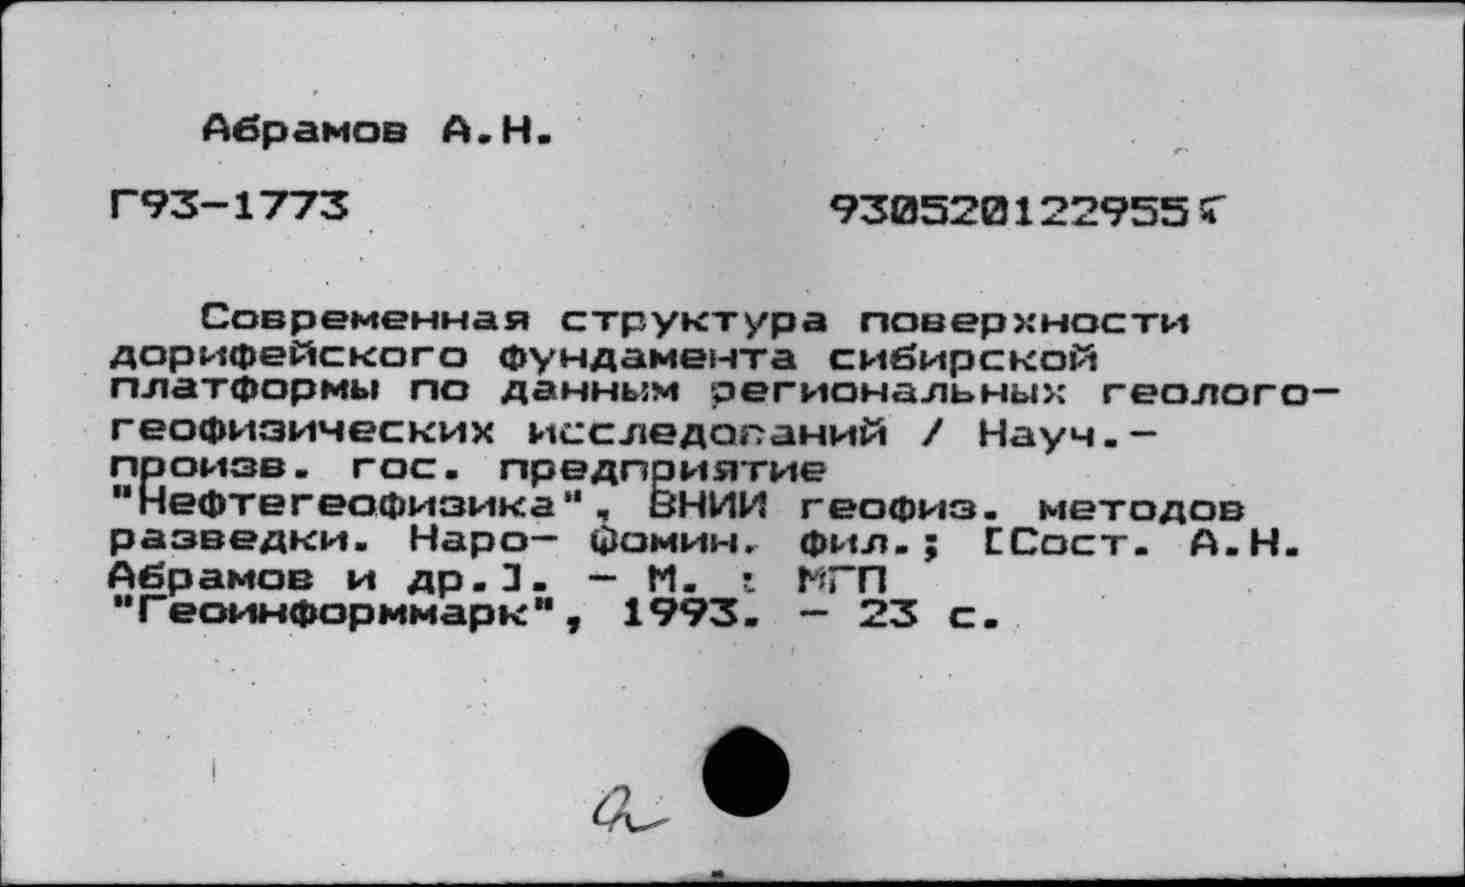 Абрамов А.Н.
Г93-1773
930520122955
Современная структура поверхности
дорифейского фундамента сибирской
платформы по данным региональных геолого-
геофизических исследований / Науч.-
произв. гос. предприятие
"Нефтегеофизика", ВНИИ геофиз. методов
разведки. Наро- Фомин. фил.; [Сост. А.Н.
Абрамов и др.]. - М. : МГП
"Геоинформмарк", 1993. - 23 с.